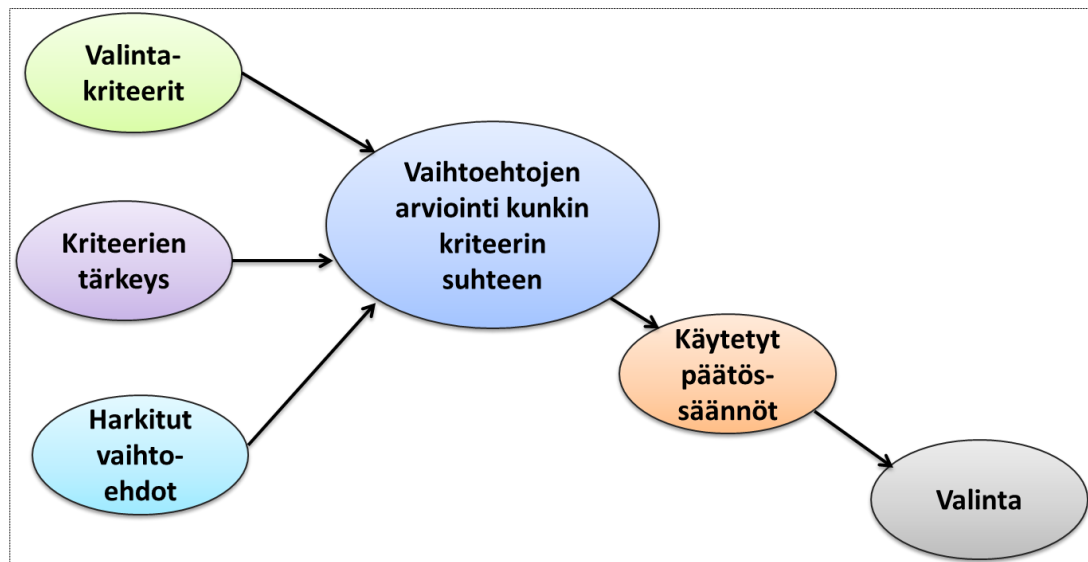 Valinta-
kriteerit
Kriteerien
tärkeys
Harkitut
vaihto-
ehdot
Vaihtoehtojen
arviointi kunkin
kriteerin
suhteen
Käytetyt
päätös-
säännöt
Valinta